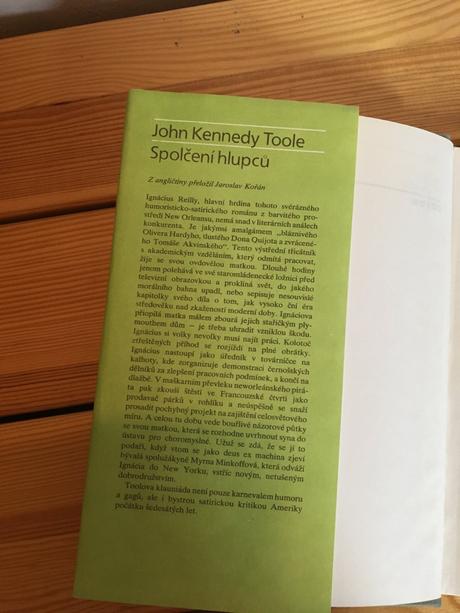 John Kennedy Toole
Spolčení hlupců
Z angličtiny přeložil Jaroslav Kořán
Ignácius Reilly, hlavní hrdina tohoto svérázného
humoristicko-satirického románu z barvitého pro-
středí New Orleansu, nemá snad v literárních análech
konkurenta. Je jakýmsi amalgámem „bláznivého
Olivera Hardyho, tlustého Dona Quijota a zvrácené-
ho Tomáše Akvinského“. Tento výstřední třicátník
s akademickým vzděláním, který odmítá pracovat,
žije se svou ovdovělou matkou. Dlouhé hodiny
jenom polehává ve své staromládenecké ložnici před
televizní obrazovkou a proklíná svět, do jakého
morálního bahna upadl, nebo sepisuje nesouvislé
kapitolky svého díla o tom, jak vysoko ční éra
středověku nad zkažeností moderní doby. Ignáciova
přiopilá matka málem zbourá jejich stařičkým ply-
mouthem dům – je třeba uhradit vzniklou škodu.
Ignácius si volky nevolky musí najít práci. Kolotoč
ztřeštěných příhod se rozjíždí na plné obrátky.
Ignácius nastoupí jako úředník v továrničce na
kalhoty, kde zorganizuje demonstraci černošských
dělníků za zlepšení pracovních podmínek, a končí na
dlažbě. V maškarním převleku neworleánského pirá-
ta pak zkouší štěstí ve Francouzské čtvrti jako
prodavač párků v rohlíku a neúspěšně se snaží
prosadit pochybný projekt na zajištění celosvětového
míru. A celou tu dobu vede bouřlivé názorové půtky
se svou matkou, která se rozhodne uvrhnout syna do
ústavu pro choromyslné. Užuž se zdá, že se jí to
podaří, když vtom se jako deus ex machina zjeví
bývalá spolužákyně Myrna Minkoffová, která odváží
Ignácia do New Yorku, vstříc novým, netušeným
dobrodružstvím.
Toolova klauniáda není pouze karnevalem humoru
a gagů, ale i bystrou satirickou kritikou Ameriky
počátku šedesátých let.